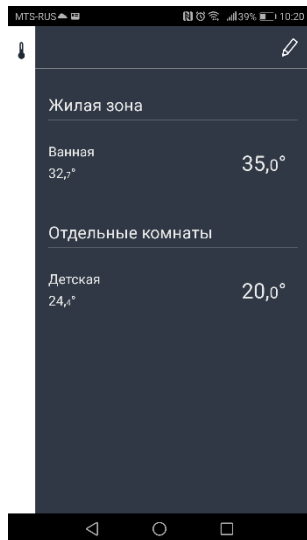 MTS-RUS 39% 10:20
Жилая зона
Ванная
32,7°
35,0°
Отдельные комнаты
Детская
24,4°
20,0°